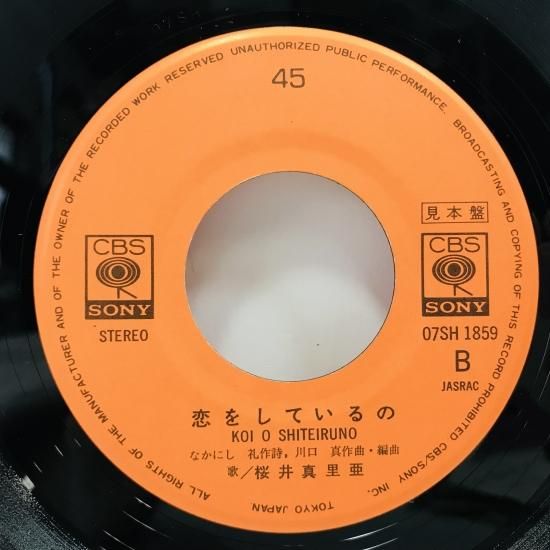 ALL RIGHTS OF THE MANUFACTURER AND OF THE OWNER OF THE RECORDED WORK RESERVED UNAUTHORIZED PUBLIC PERFORMANCE. BROADCASTING AND COPYING OF THIS RECORD PROHIBITED CBS/SONY INC.
TOKYO JAPAN
45
CBS
SONY
STEREO
見本盤
CBS
SONY
07SH 1859
B
JASRAC
恋をしているの
KOI O SHITEIRUNO
なかにし 礼作詩，川口 真作曲・編曲
歌／桜井真里亜